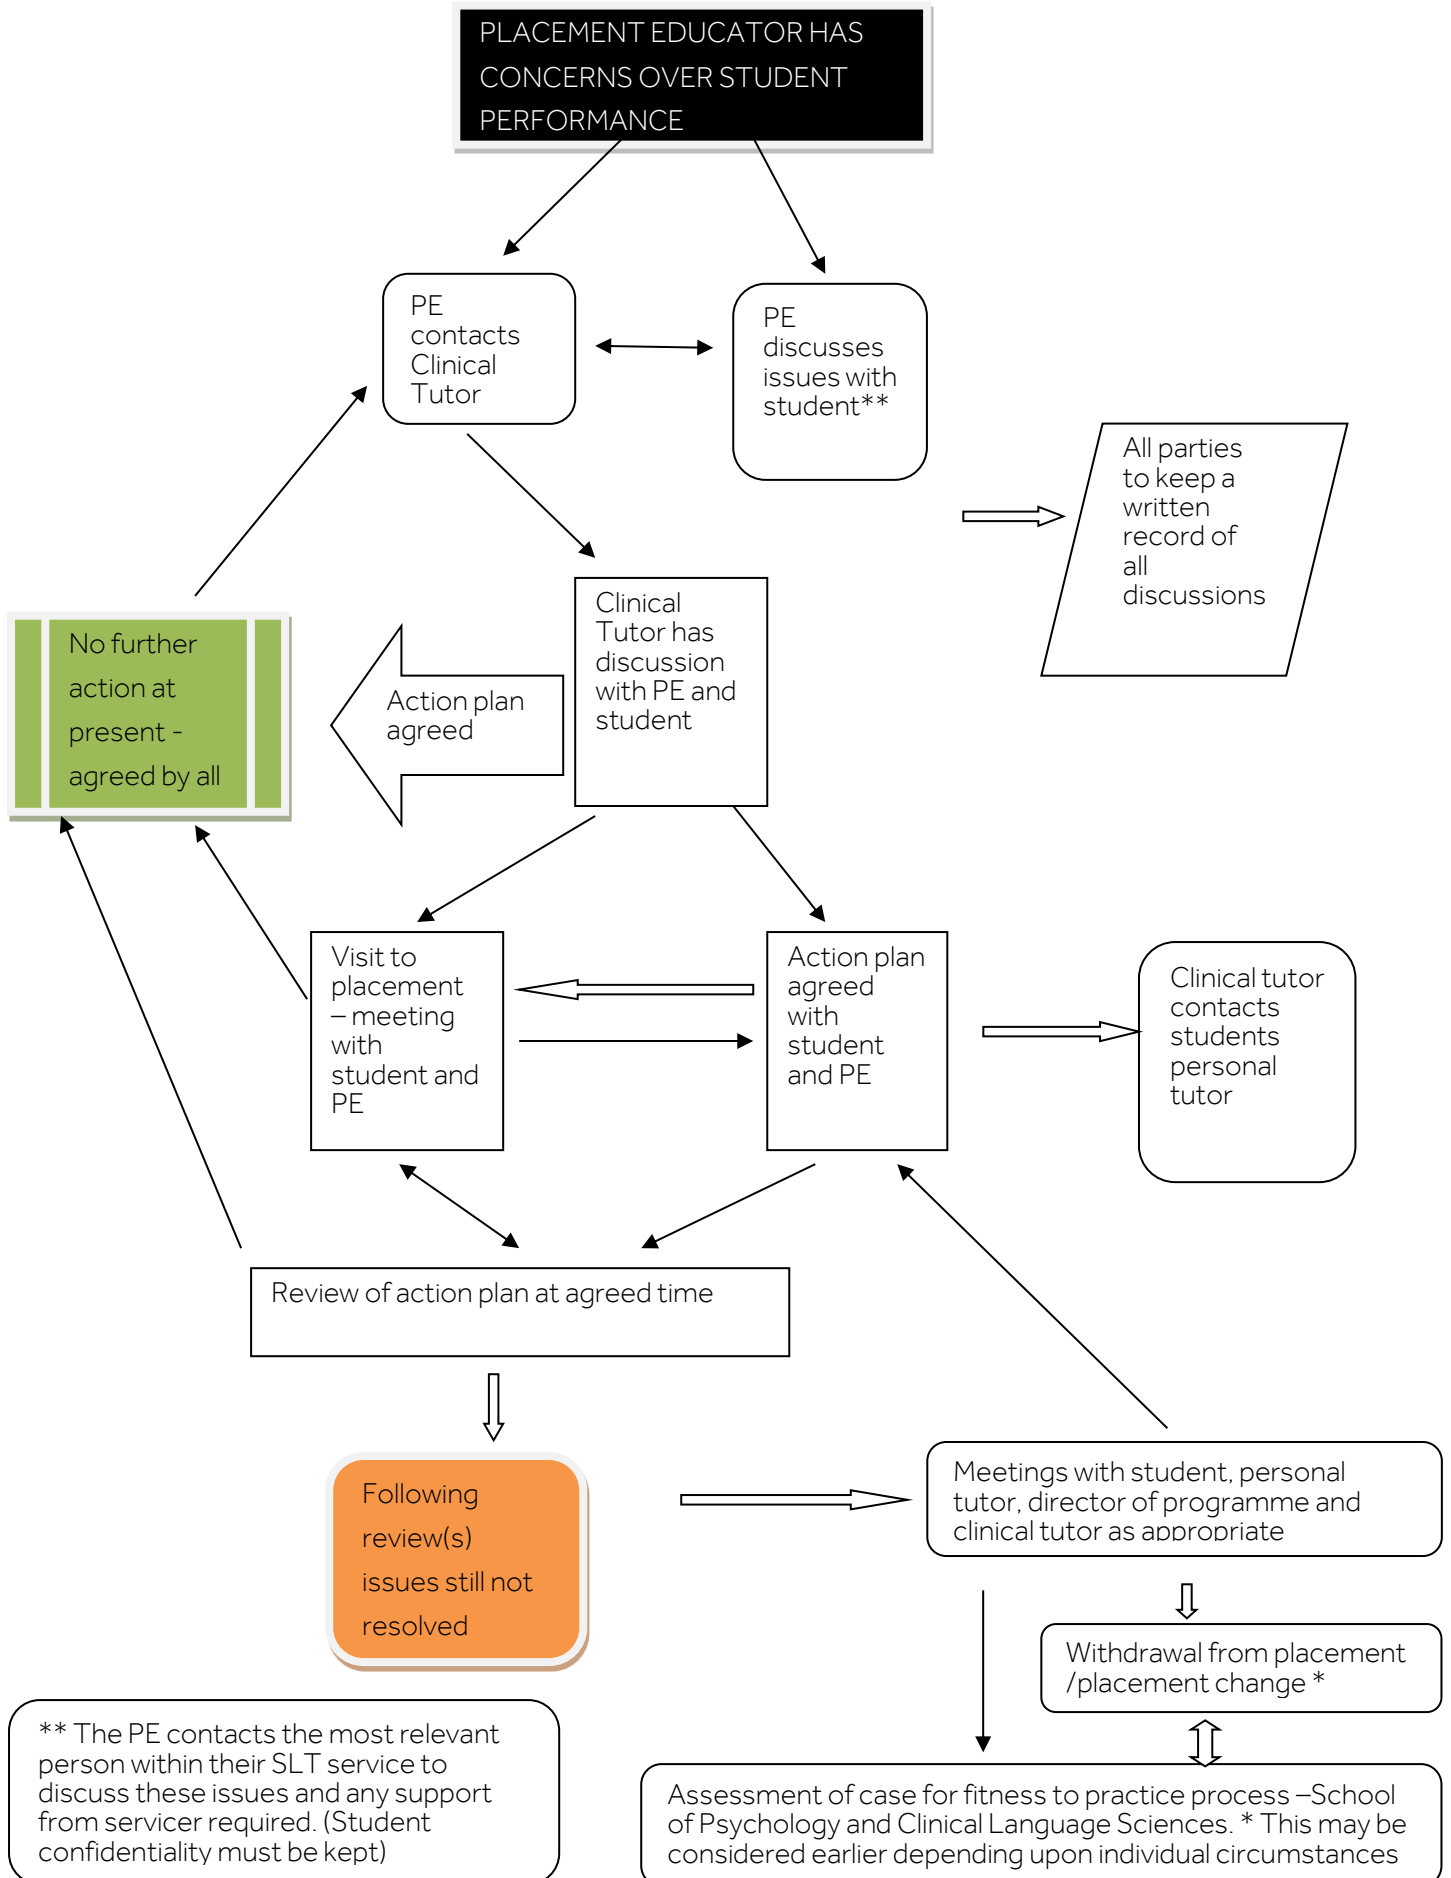 PLACEMENT EDUCATOR HAS
CONCERNS OVER STUDENT
PERFORMANCE
PE
contacts
Clinical
Tutor
PE
discusses
issues with
student**
All parties
to keep a
written
record of
all
discussions
Clinical
Tutor has
discussion
with PE and
student
Action plan
agreed
No further
action at
present -
agreed by all
Visit to
placement
– meeting
with
student and
PE
Action plan
agreed
with
student
and PE
Clinical tutor
contacts
students
personal
tutor
Review of action plan at agreed time
Following
review(s)
issues still not
resolved
Meetings with student, personal
tutor, director of programme and
clinical tutor as appropriate
Withdrawal from placement
/placement change *
** The PE contacts the most relevant
person within their SLT service to
discuss these issues and any support
from servicer required. (Student
confidentiality must be kept)
Assessment of case for fitness to practice process –School
of Psychology and Clinical Language Sciences. * This may be
considered earlier depending upon individual circumstances